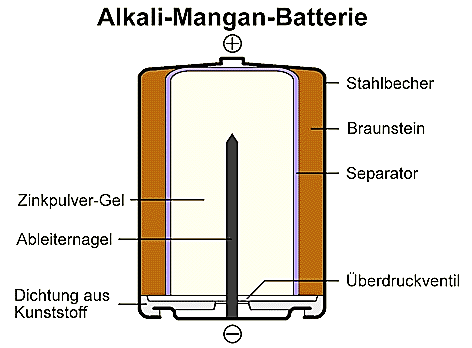 Alkali-Mangan-Batterie
+
Stahlbecher
Braunstein
Separator
Zinkpulver-Gel
Ableiternagel
Überdruckventil
Dichtung aus
Kunststoff
−